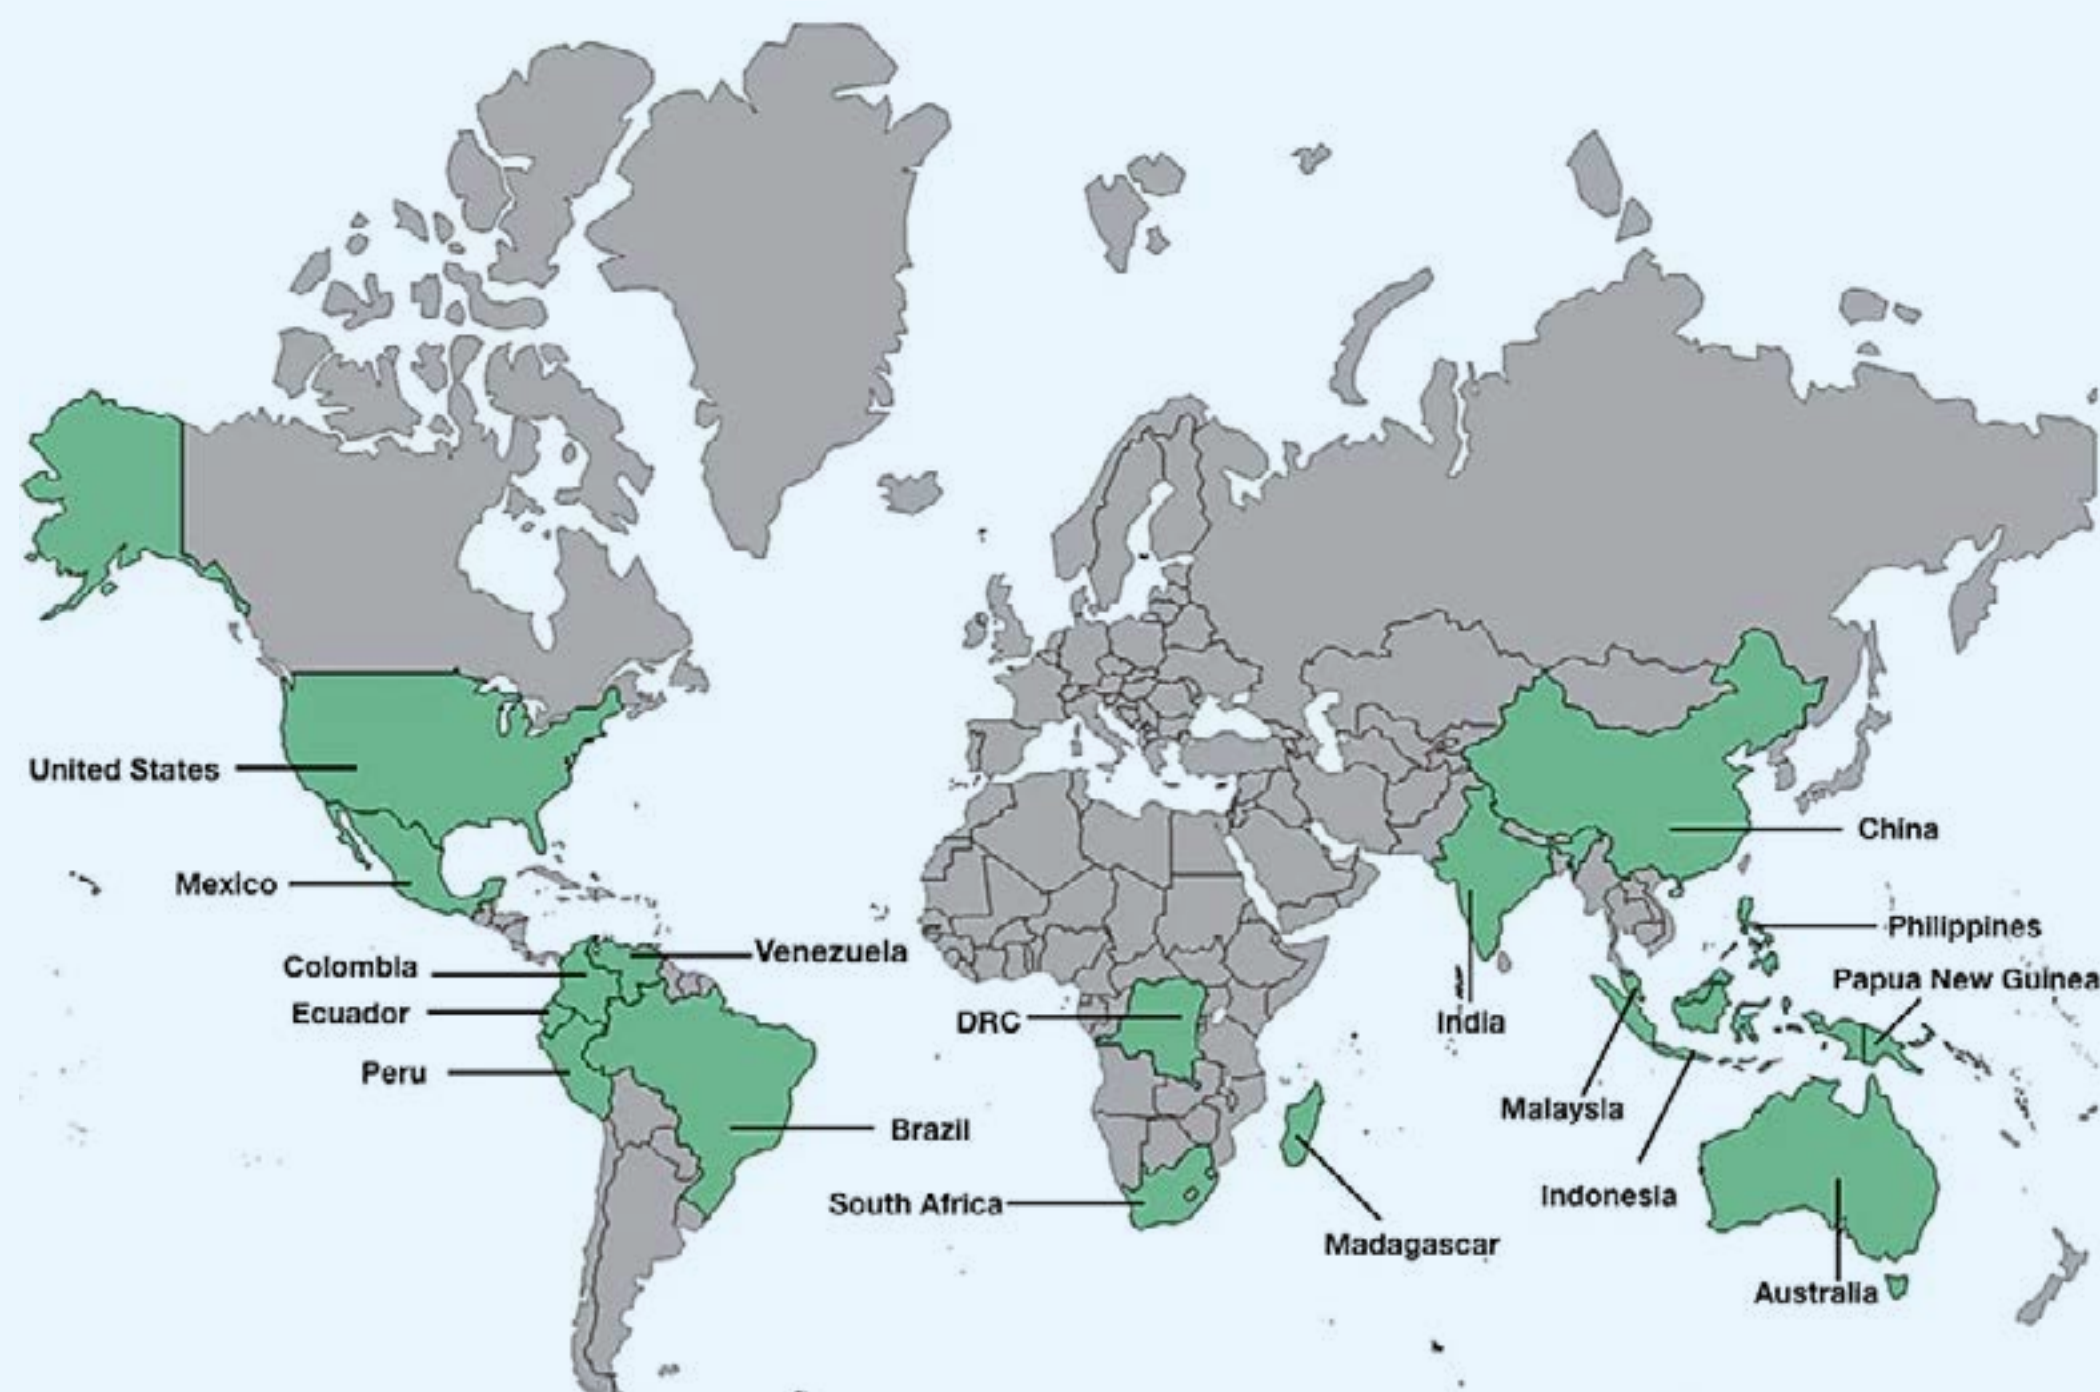 United States
Mexico
Colombia
Venezuela
Ecuador
Peru
Brazil
DRC
South Africa
Madagascar
India
China
Philippines
Papua New Guinea
Malaysia
Indonesia
Australia